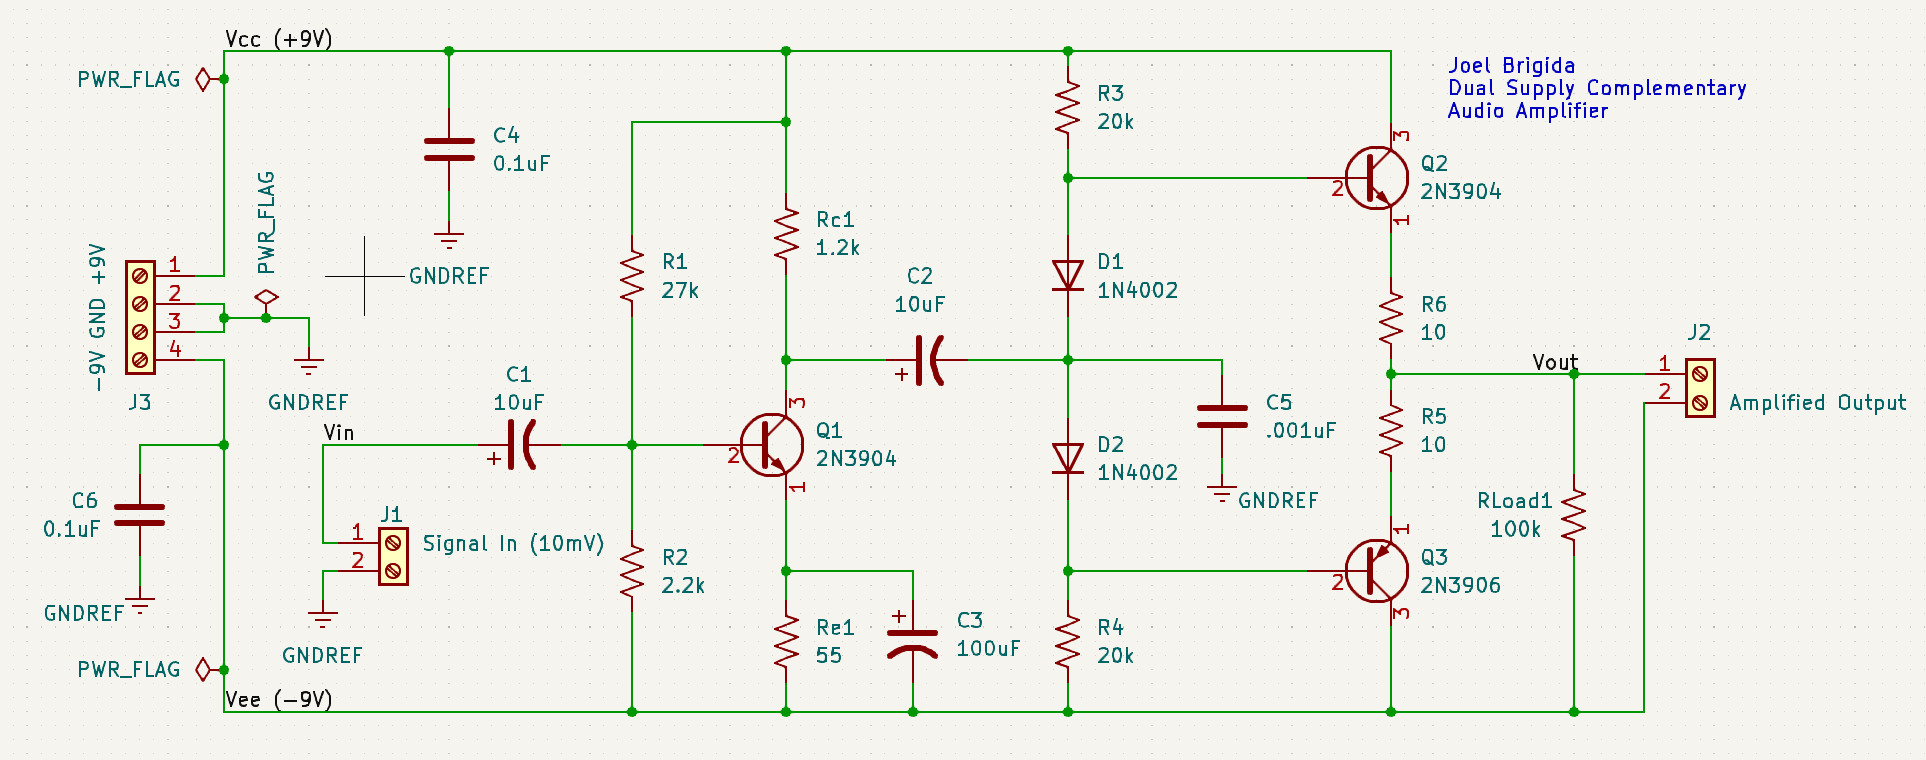 Vcc (+9V)
PWR_FLAG
Joel Brigida
Dual Supply Complementary
Audio Amplifier
C4
0.1uF
R3
20k
3
Q2
2N3904
2
1
PWR_FLAG
Rc1
1.2k
GNDREF
-9V GND +9V
1
2
3
4
J3
R1
27k
C2
10uF
+
D1
1N4002
R6
10
GNDREF
C1
10uF
+
Vin
3
Q1
2N3904
2
1
D2
1N4002
C5
.001uF
GNDREF
R5
10
Vout
J2
1
2
Amplified Output
C6
0.1uF
GNDREF
J1
1
2
Signal In (10mV)
GNDREF
R2
2.2k
RLoad1
100k
1
Q3
2N3906
2
3
Re1
55
+
C3
100uF
R4
20k
PWR_FLAG
Vee (-9V)